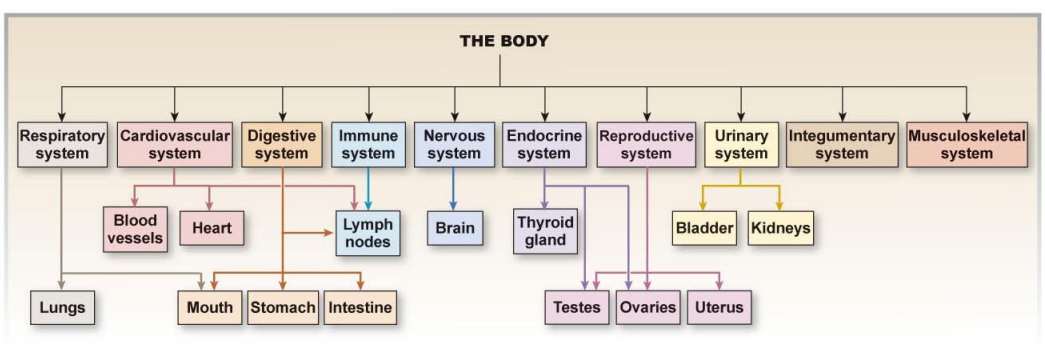 THE BODY
Respiratory
system
Cardiovascular
system
Digestive
system
Immune
system
Nervous
system
Endocrine
system
Reproductive
system
Urinary
system
Integumentary
system
Musculoskeletal
system
Blood
vessels
Heart
Lymph
nodes
Brain
Thyroid
gland
Bladder
Kidneys
Lungs
Mouth
Stomach
Intestine
Testes
Ovaries
Uterus